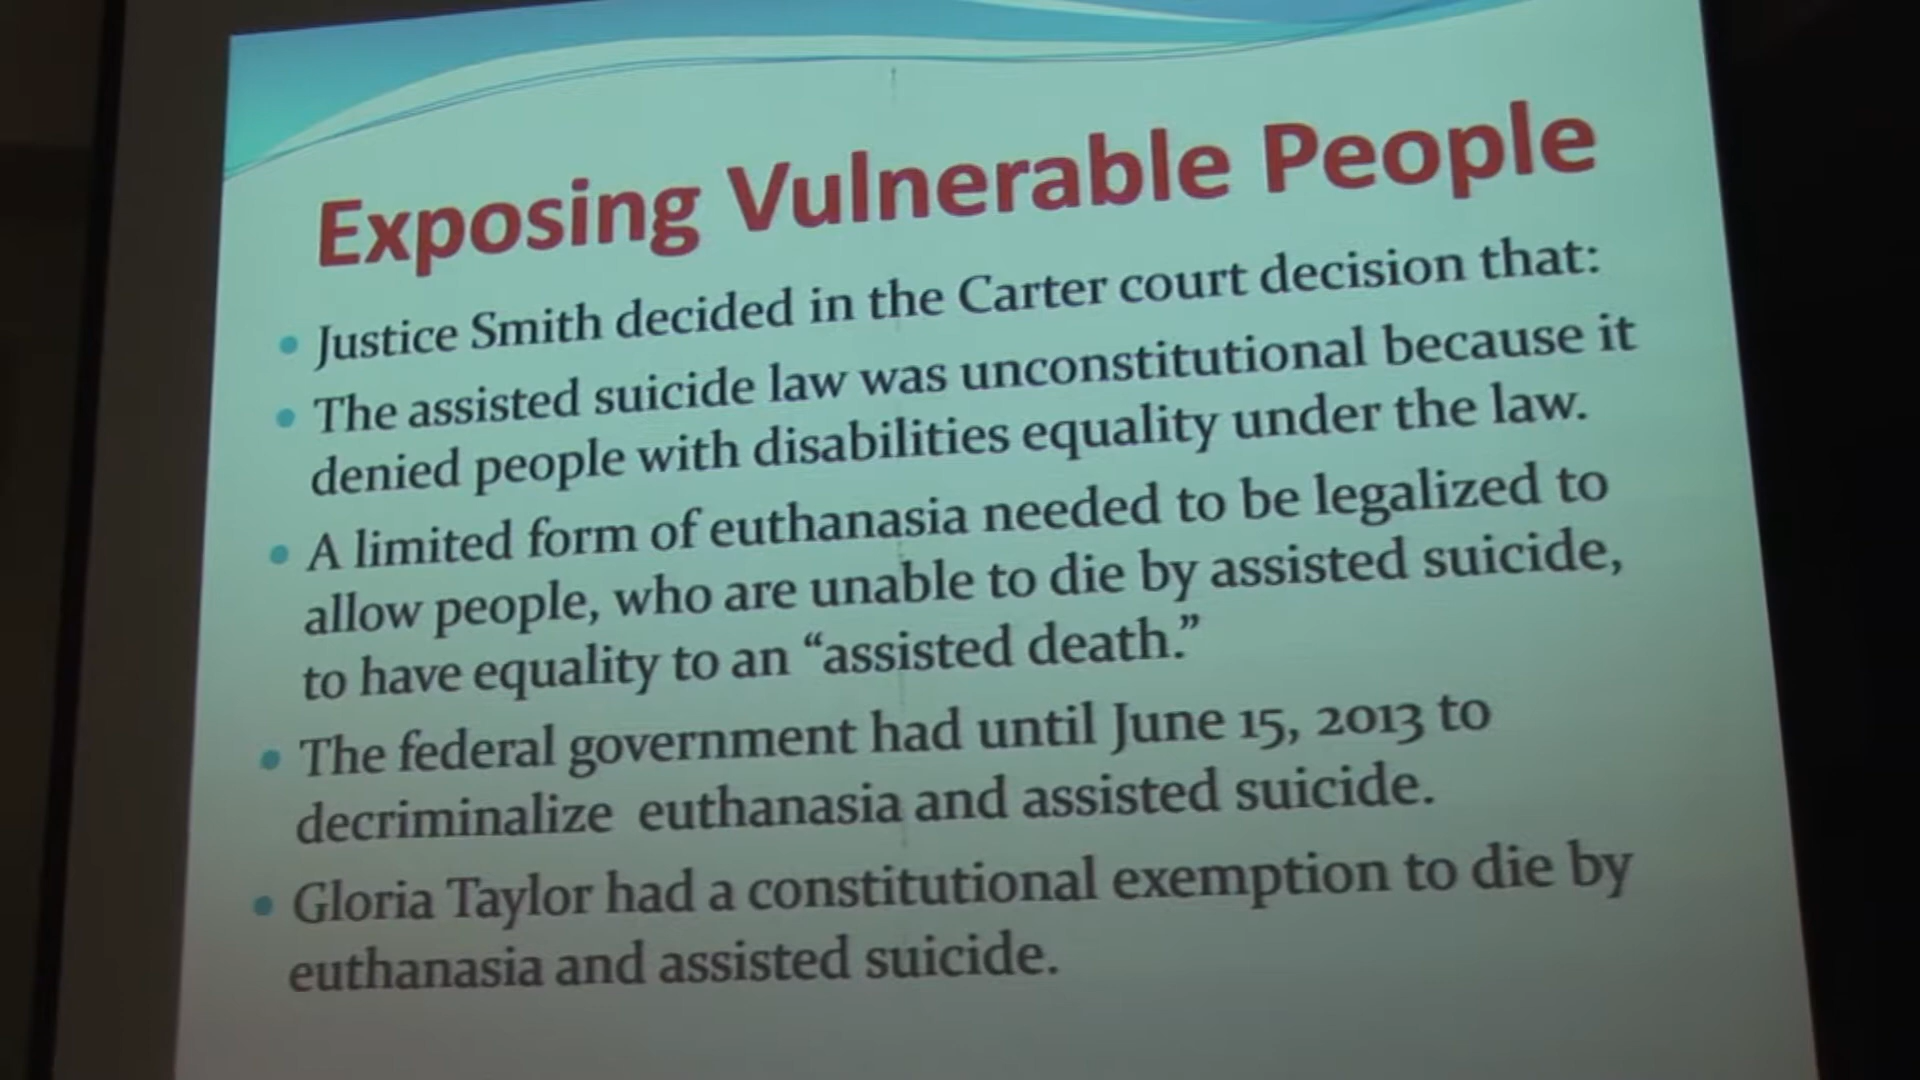 Exposing Vulnerable People
• Justice Smith decided in the Carter court decision that:
• The assisted suicide law was unconstitutional because it
denied people with disabilities equality under the law.
• A limited form of euthanasia needed to be legalized to
allow people, who are unable to die by assisted suicide,
to have equality to an “assisted death.”
• The federal government had until June 15, 2013 to
decriminalize euthanasia and assisted suicide.
• Gloria Taylor had a constitutional exemption to die by
euthanasia and assisted suicide.